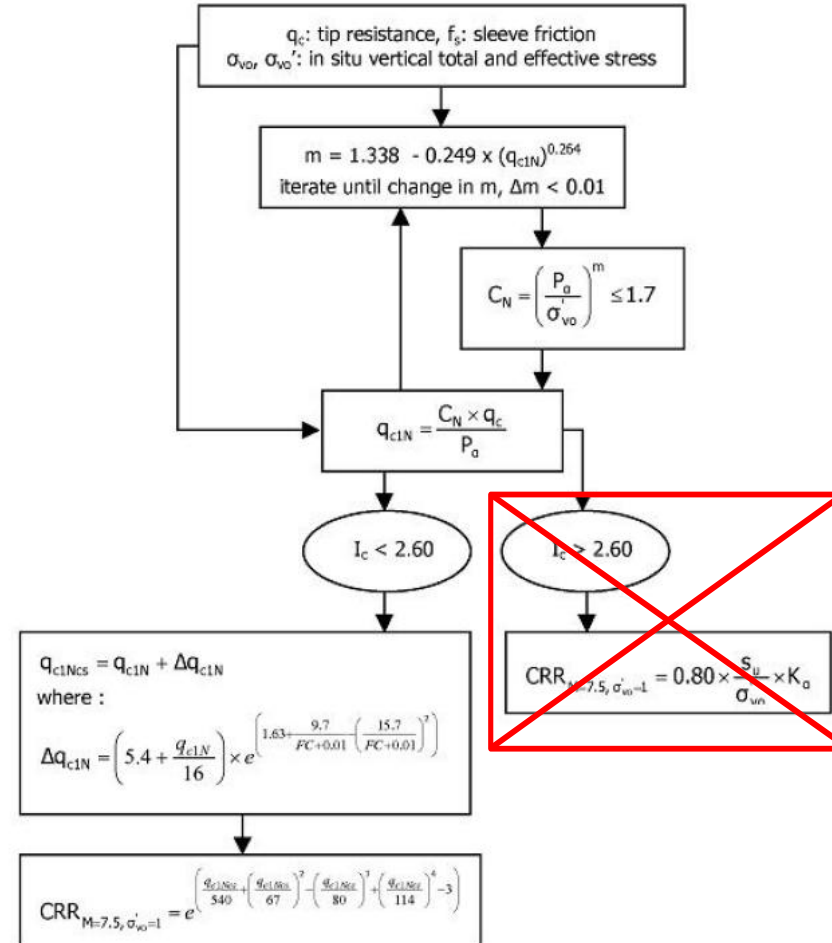 q_c: tip resistance, f_s: sleeve friction
σ_vo, σ_vo': in situ vertical total and effective stress
m = 1.338 - 0.249 x (q_c1N)^0.264
iterate until change in m, Δm < 0.01
C_N = (P_a / σ'_vo)^m ≤ 1.7
q_c1N = (C_N × q_c) / P_a
I_c < 2.60
I_c > 2.60
q_c1Ncs = q_c1N + Δq_c1N
where :
Δq_c1N = (5.4 + q_c1N / 16) × e^(1.63 + 9.7 / (FC+0.01) - (15.7 / (FC+0.01))^2)
CRR_M=7.5, σ'_vo=1 = 0.80 × s_u / σ'_vo × K_α
CRR_M=7.5, σ'_vo=1 = e^(q_c1Ncs / 540 + (q_c1Ncs / 67)^2 - (q_c1Ncs / 80)^3 + (q_c1Ncs / 114)^4 - 3)